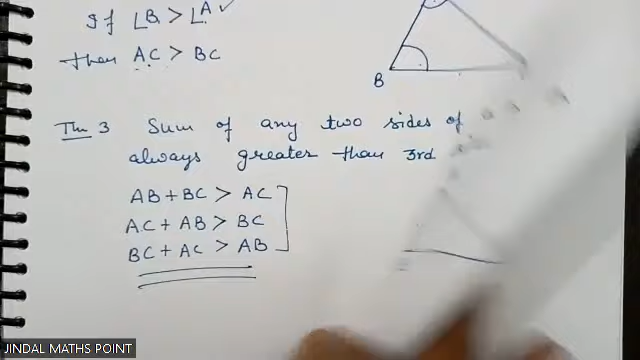 If ∠B > ∠A ✓
then AC > BC
B
Thm 3 Sum of any two sides of
always greater than 3rd
AB + BC > AC
AC + AB > BC
BC + AC > AB
JINDAL MATHS POINT